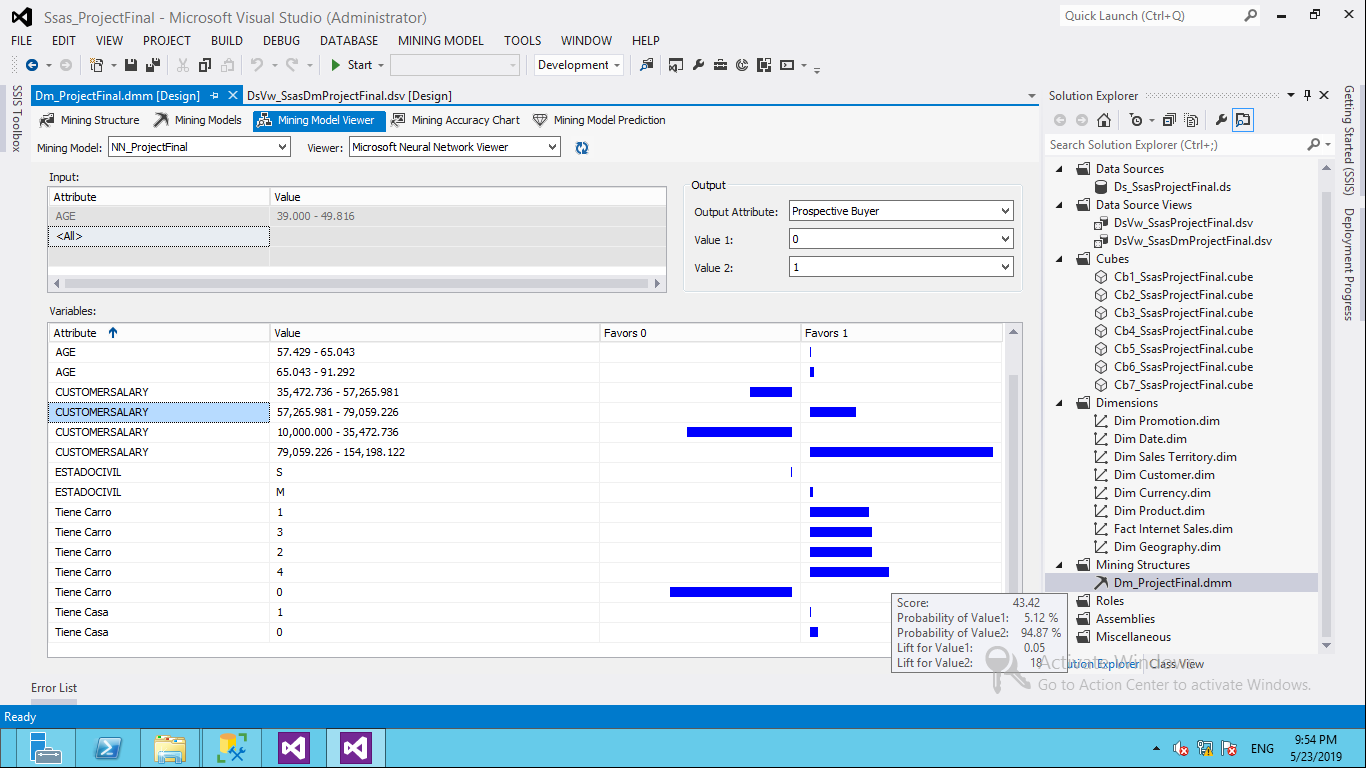 Ssas_ProjectFinal - Microsoft Visual Studio (Administrator)
Quick Launch (Ctrl+Q)
FILE EDIT VIEW PROJECT BUILD DEBUG DATABASE MINING MODEL TOOLS WINDOW HELP
Start Development
SSIS Toolbox
Dm_ProjectFinal.dmm [Design] DsVw_SsasDmProjectFinal.dsv [Design]
Mining Structure Mining Models Mining Model Viewer Mining Accuracy Chart Mining Model Prediction
Mining Model: NN_ProjectFinal Viewer: Microsoft Neural Network Viewer
Input:
Attribute Value
AGE 39.000 - 49.816
<All>
Output
Output Attribute: Prospective Buyer
Value 1: 0
Value 2: 1
Variables:
Attribute Value Favors 0 Favors 1
AGE 57.429 - 65.043
AGE 65.043 - 91.292
CUSTOMERSALARY 35,472.736 - 57,265.981
CUSTOMERSALARY 57,265.981 - 79,059.226
CUSTOMERSALARY 10,000.000 - 35,472.736
CUSTOMERSALARY 79,059.226 - 154,198.122
ESTADOCIVIL S
ESTADOCIVIL M
Tiene Carro 1
Tiene Carro 3
Tiene Carro 2
Tiene Carro 4
Tiene Carro 0
Tiene Casa 1
Tiene Casa 0
Score: 43.42
Probability of Value1: 5.12 %
Probability of Value2: 94.87 %
Lift for Value1: 0.05
Lift for Value2: 18
Solution Explorer
Search Solution Explorer (Ctrl+;)
Data Sources
Ds_SsasProjectFinal.ds
Data Source Views
DsVw_SsasProjectFinal.dsv
DsVw_SsasDmProjectFinal.dsv
Cubes
Cb1_SsasProjectFinal.cube
Cb2_SsasProjectFinal.cube
Cb3_SsasProjectFinal.cube
Cb4_SsasProjectFinal.cube
Cb5_SsasProjectFinal.cube
Cb6_SsasProjectFinal.cube
Cb7_SsasProjectFinal.cube
Dimensions
Dim Promotion.dim
Dim Date.dim
Dim Sales Territory.dim
Dim Customer.dim
Dim Currency.dim
Dim Product.dim
Fact Internet Sales.dim
Dim Geography.dim
Mining Structures
Dm_ProjectFinal.dmm
Roles
Assemblies
Miscellaneous
ution Explorer Class View
Activate Windows
Go to Action Center to activate Windows.
Getting Started (SSIS)
Deployment Progress
Error List
Ready
ENG
9:54 PM
5/23/2019